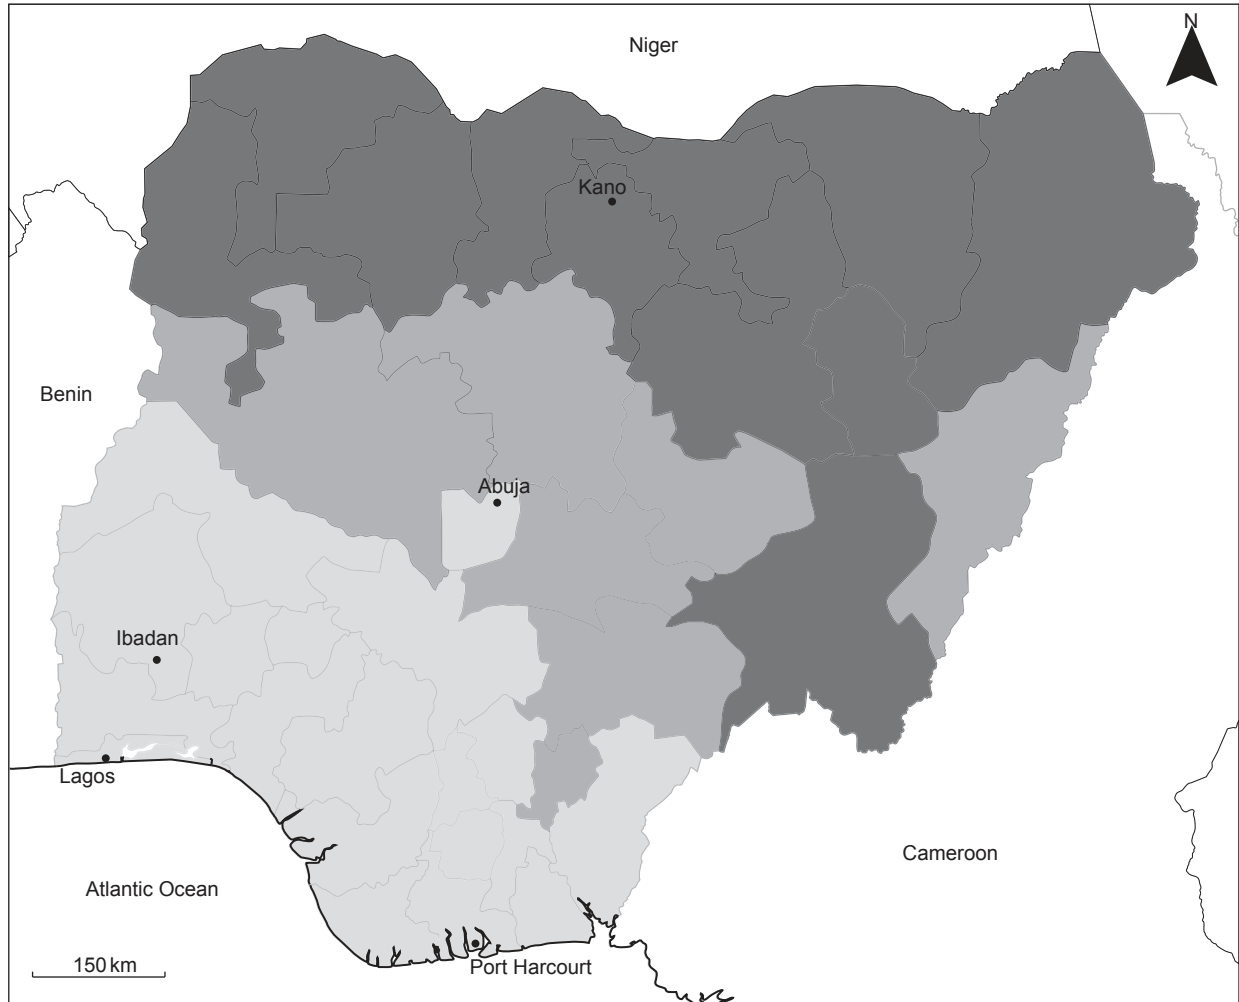 N
Niger
Kano
Benin
Abuja
Ibadan
Lagos
Cameroon
Atlantic Ocean
150 km
Port Harcourt